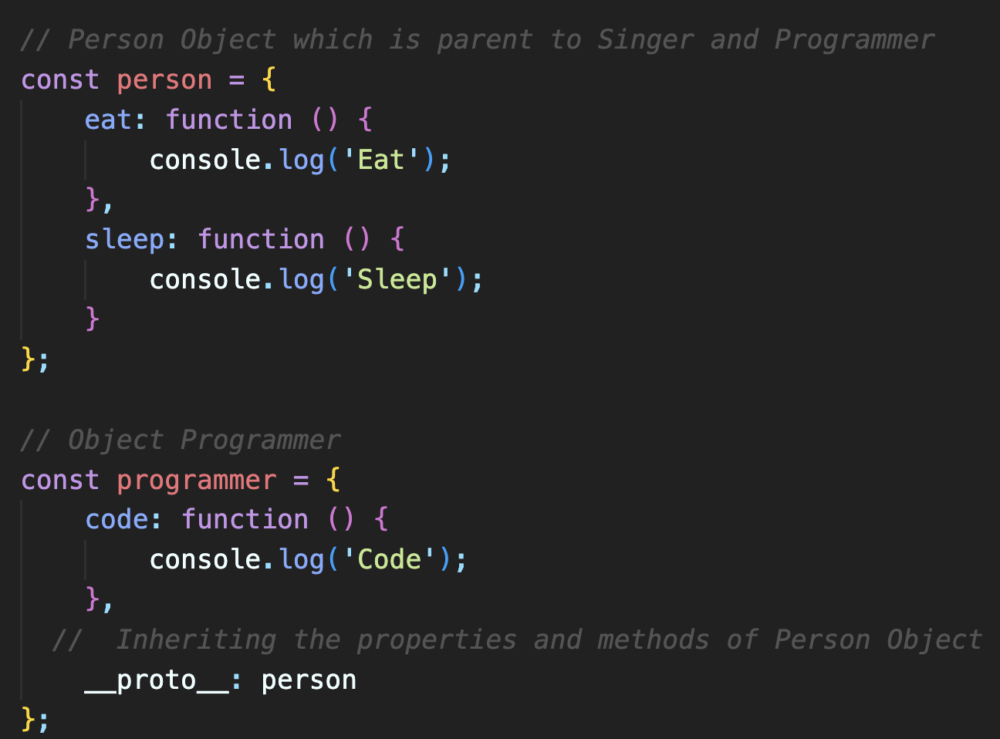 // Person Object which is parent to Singer and Programmer
const person = {
    eat: function () {
        console.log('Eat');
    },
    sleep: function () {
        console.log('Sleep');
    }
};

// Object Programmer
const programmer = {
    code: function () {
        console.log('Code');
    },
  //  Inheriting the properties and methods of Person Object
    __proto__: person
};